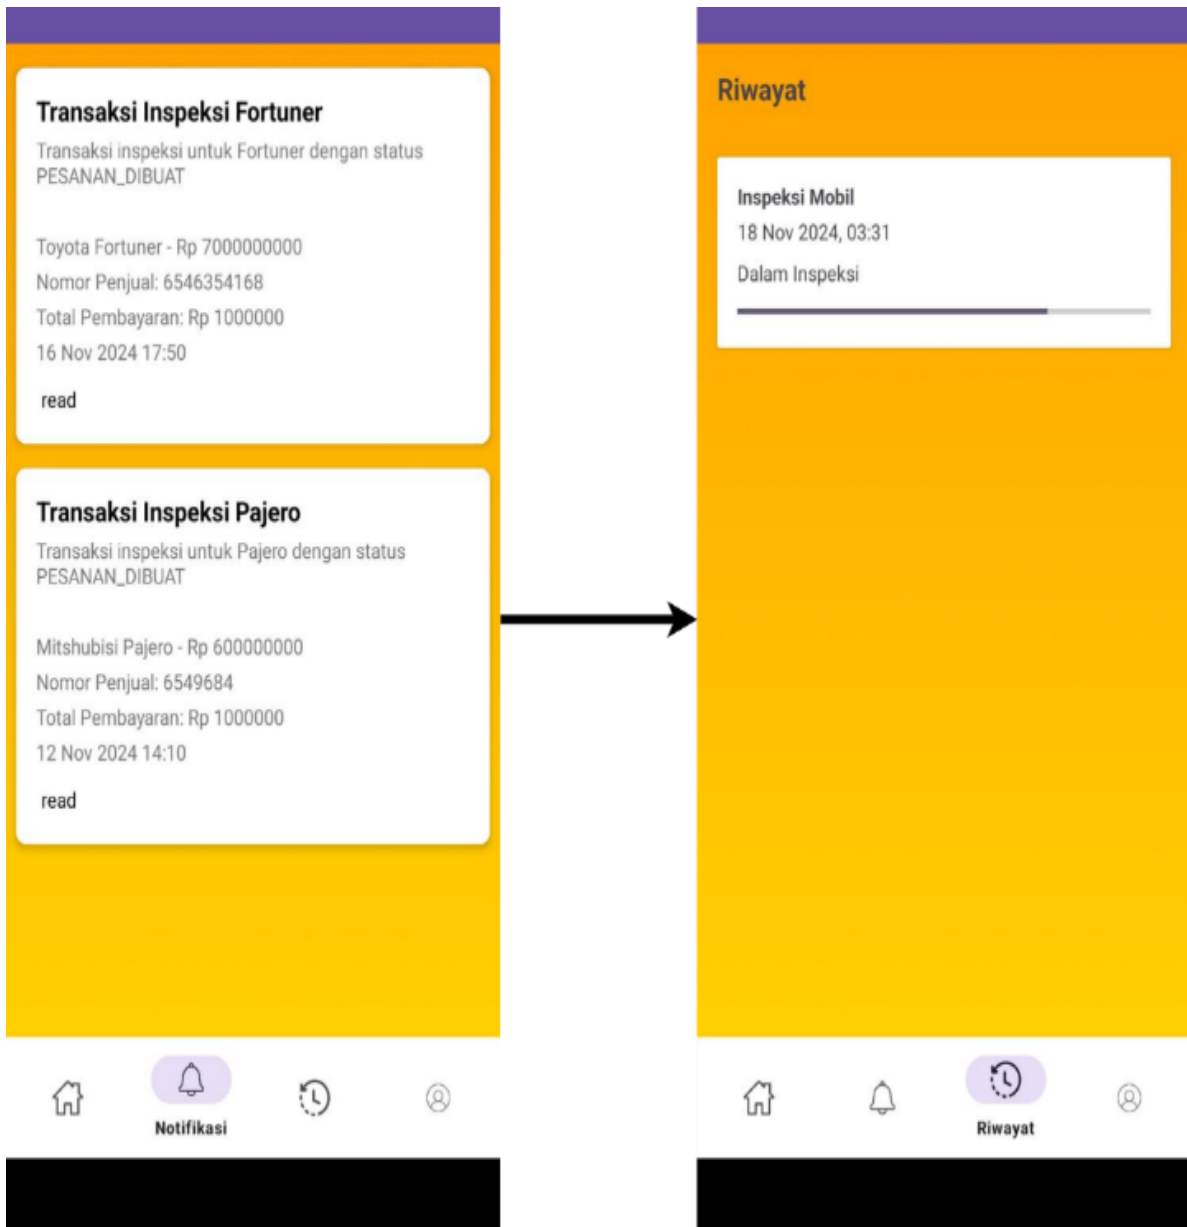 Transaksi Inspeksi Fortuner
Transaksi inspeksi untuk Fortuner dengan status
PESANAN_DIBUAT
Toyota Fortuner - Rp 7000000000
Nomor Penjual: 6546354168
Total Pembayaran: Rp 1000000
16 Nov 2024 17:50
read
Transaksi Inspeksi Pajero
Transaksi inspeksi untuk Pajero dengan status
PESANAN_DIBUAT
Mitshubisi Pajero - Rp 600000000
Nomor Penjual: 6549684
Total Pembayaran: Rp 1000000
12 Nov 2024 14:10
read
Notifikasi
Riwayat
Inspeksi Mobil
18 Nov 2024, 03:31
Dalam Inspeksi
Riwayat